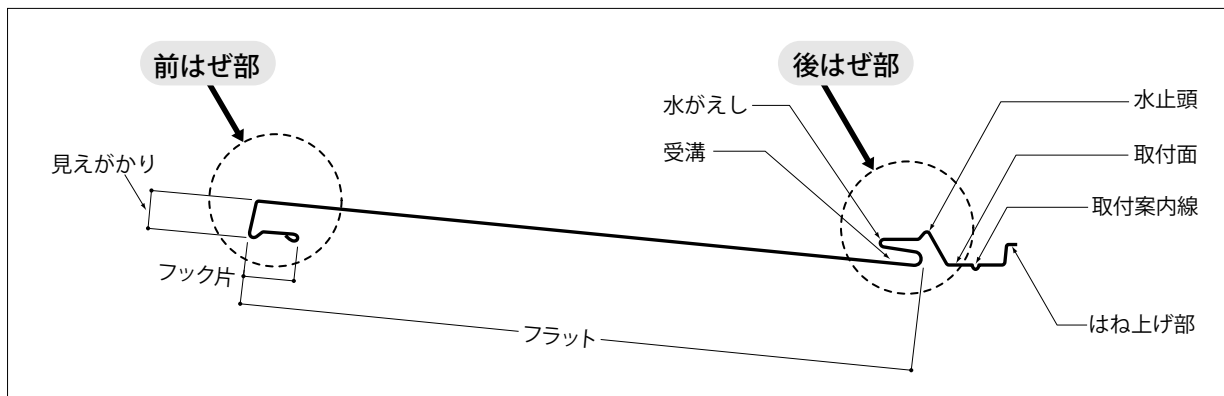 前はぜ部
後はぜ部
水がえし
水止頭
受溝
取付面
見えがかり
取付案内線
フック片
フラット
はね上げ部